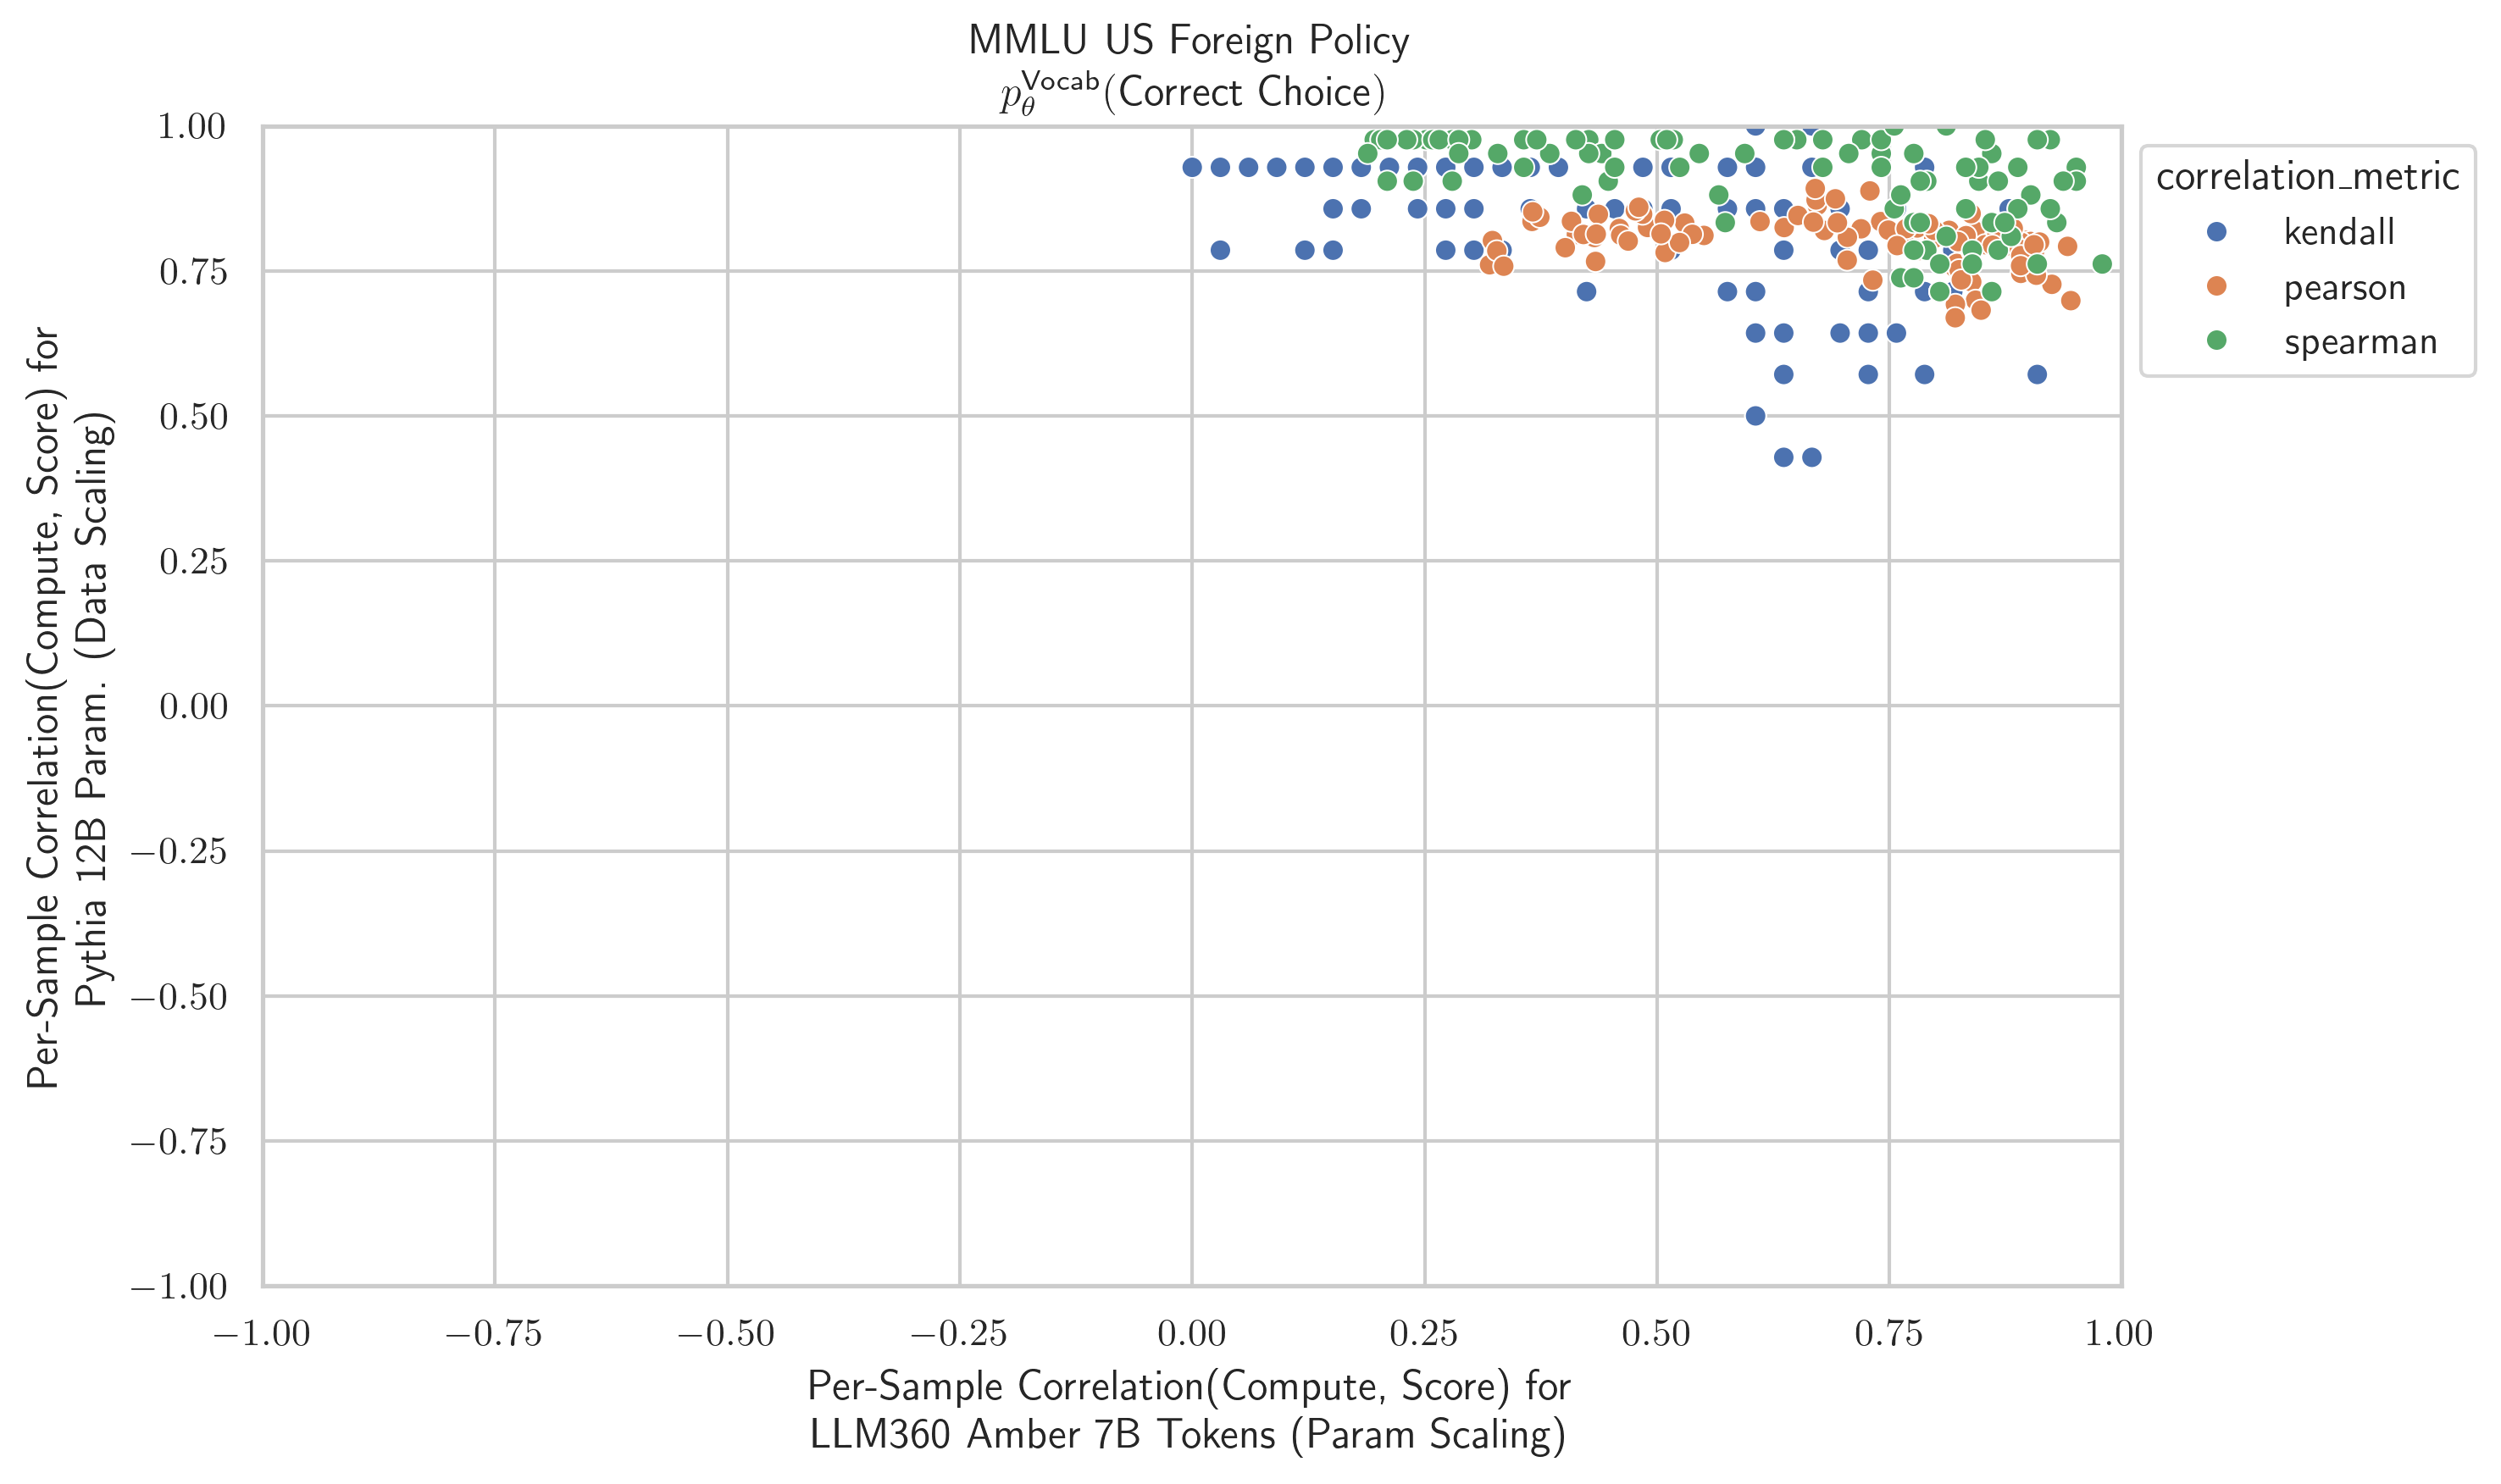 MMLU US Foreign Policy
p_θ^Vocab(Correct Choice)
1.00
0.75
0.50
0.25
0.00
−0.25
−0.50
−0.75
−1.00
Per-Sample Correlation(Compute, Score) for
Pythia 12B Param. (Data Scaling)
−1.00 −0.75 −0.50 −0.25 0.00 0.25 0.50 0.75 1.00
Per-Sample Correlation(Compute, Score) for
LLM360 Amber 7B Tokens (Param Scaling)
correlation_metric
kendall
pearson
spearman